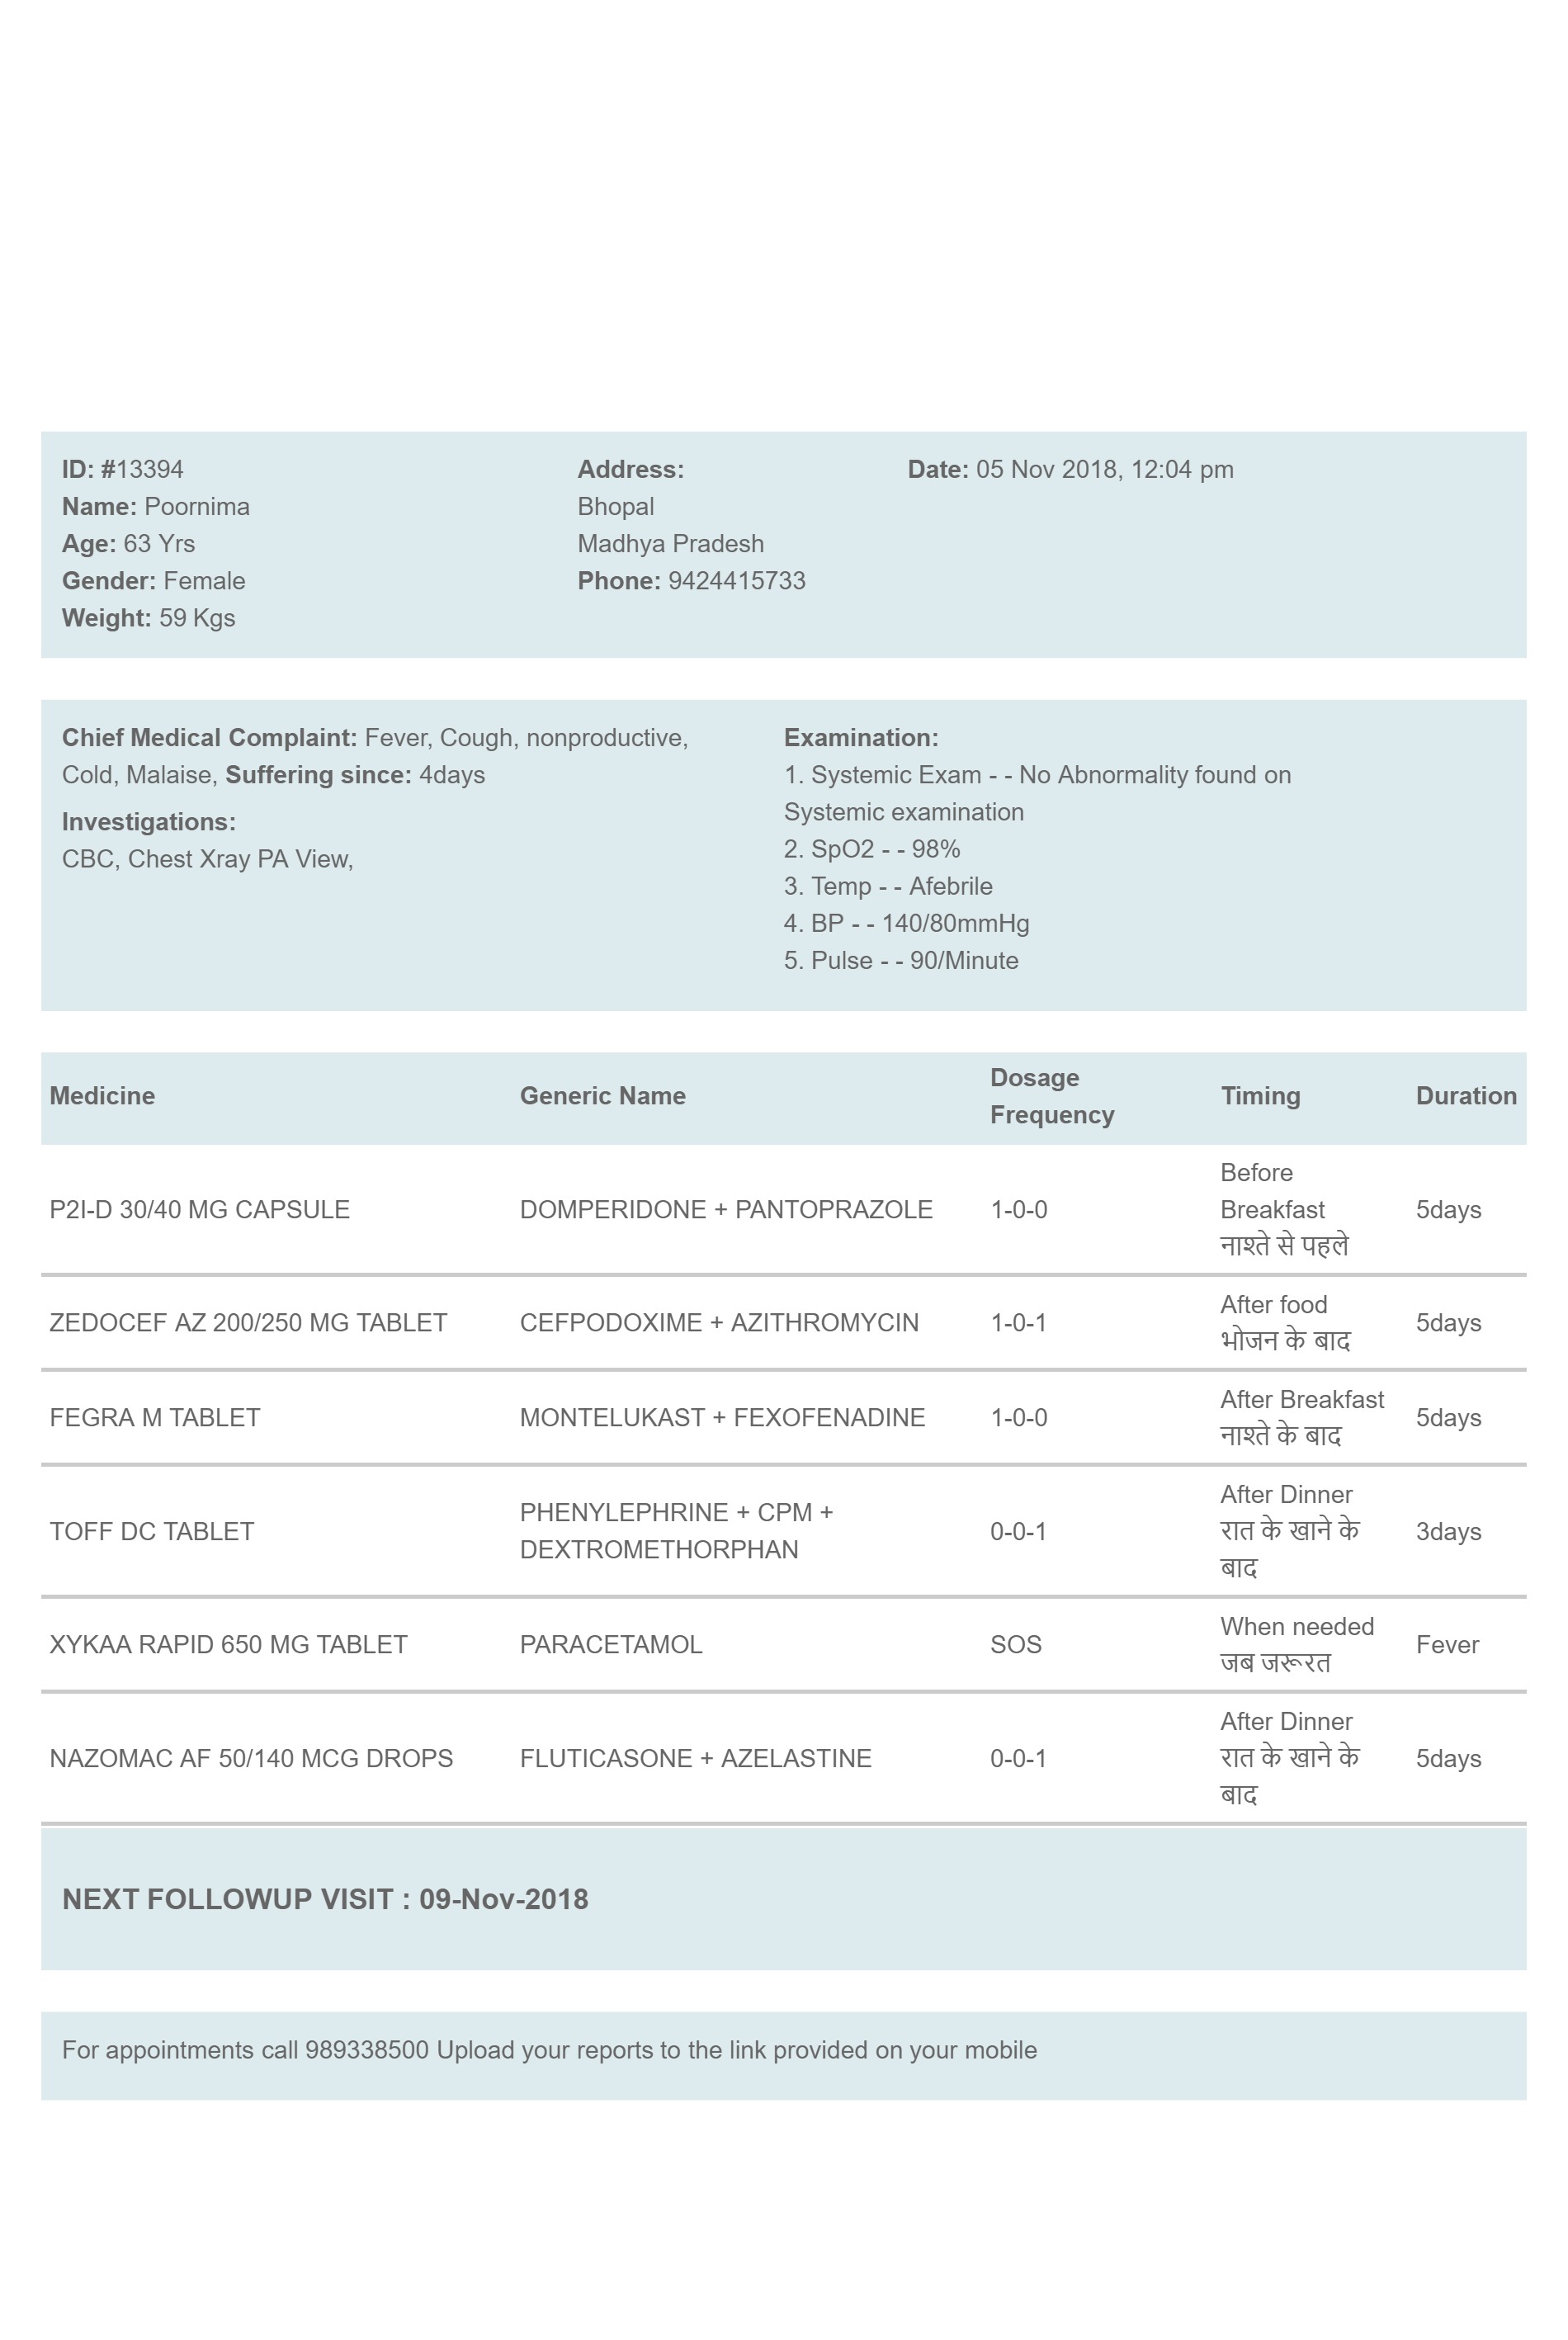 ID: #13394
Name: Poornima
Age: 63 Yrs
Gender: Female
Weight: 59 Kgs
Address:
Bhopal
Madhya Pradesh
Phone: 9424415733
Date: 05 Nov 2018, 12:04 pm
Chief Medical Complaint: Fever, Cough, nonproductive,
Cold, Malaise, Suffering since: 4days
Investigations:
CBC, Chest Xray PA View,
Examination:
1. Systemic Exam - - No Abnormality found on
Systemic examination
2. SpO2 - - 98%
3. Temp - - Afebrile
4. BP - - 140/80mmHg
5. Pulse - - 90/Minute
Medicine
Generic Name
Dosage
Frequency
Timing
Duration
P2I-D 30/40 MG CAPSULE
DOMPERIDONE + PANTOPRAZOLE
1-0-0
Before
Breakfast
नाश्ते से पहले
5days
ZEDOCEF AZ 200/250 MG TABLET
CEFPODOXIME + AZITHROMYCIN
1-0-1
After food
भोजन के बाद
5days
FEGRA M TABLET
MONTELUKAST + FEXOFENADINE
1-0-0
After Breakfast
नाश्ते के बाद
5days
TOFF DC TABLET
PHENYLEPHRINE + CPM +
DEXTROMETHORPHAN
0-0-1
After Dinner
रात के खाने के
बाद
3days
XYKAA RAPID 650 MG TABLET
PARACETAMOL
SOS
When needed
जब जरूरत
Fever
NAZOMAC AF 50/140 MCG DROPS
FLUTICASONE + AZELASTINE
0-0-1
After Dinner
रात के खाने के
बाद
5days
NEXT FOLLOWUP VISIT : 09-Nov-2018
For appointments call 989338500 Upload your reports to the link provided on your mobile